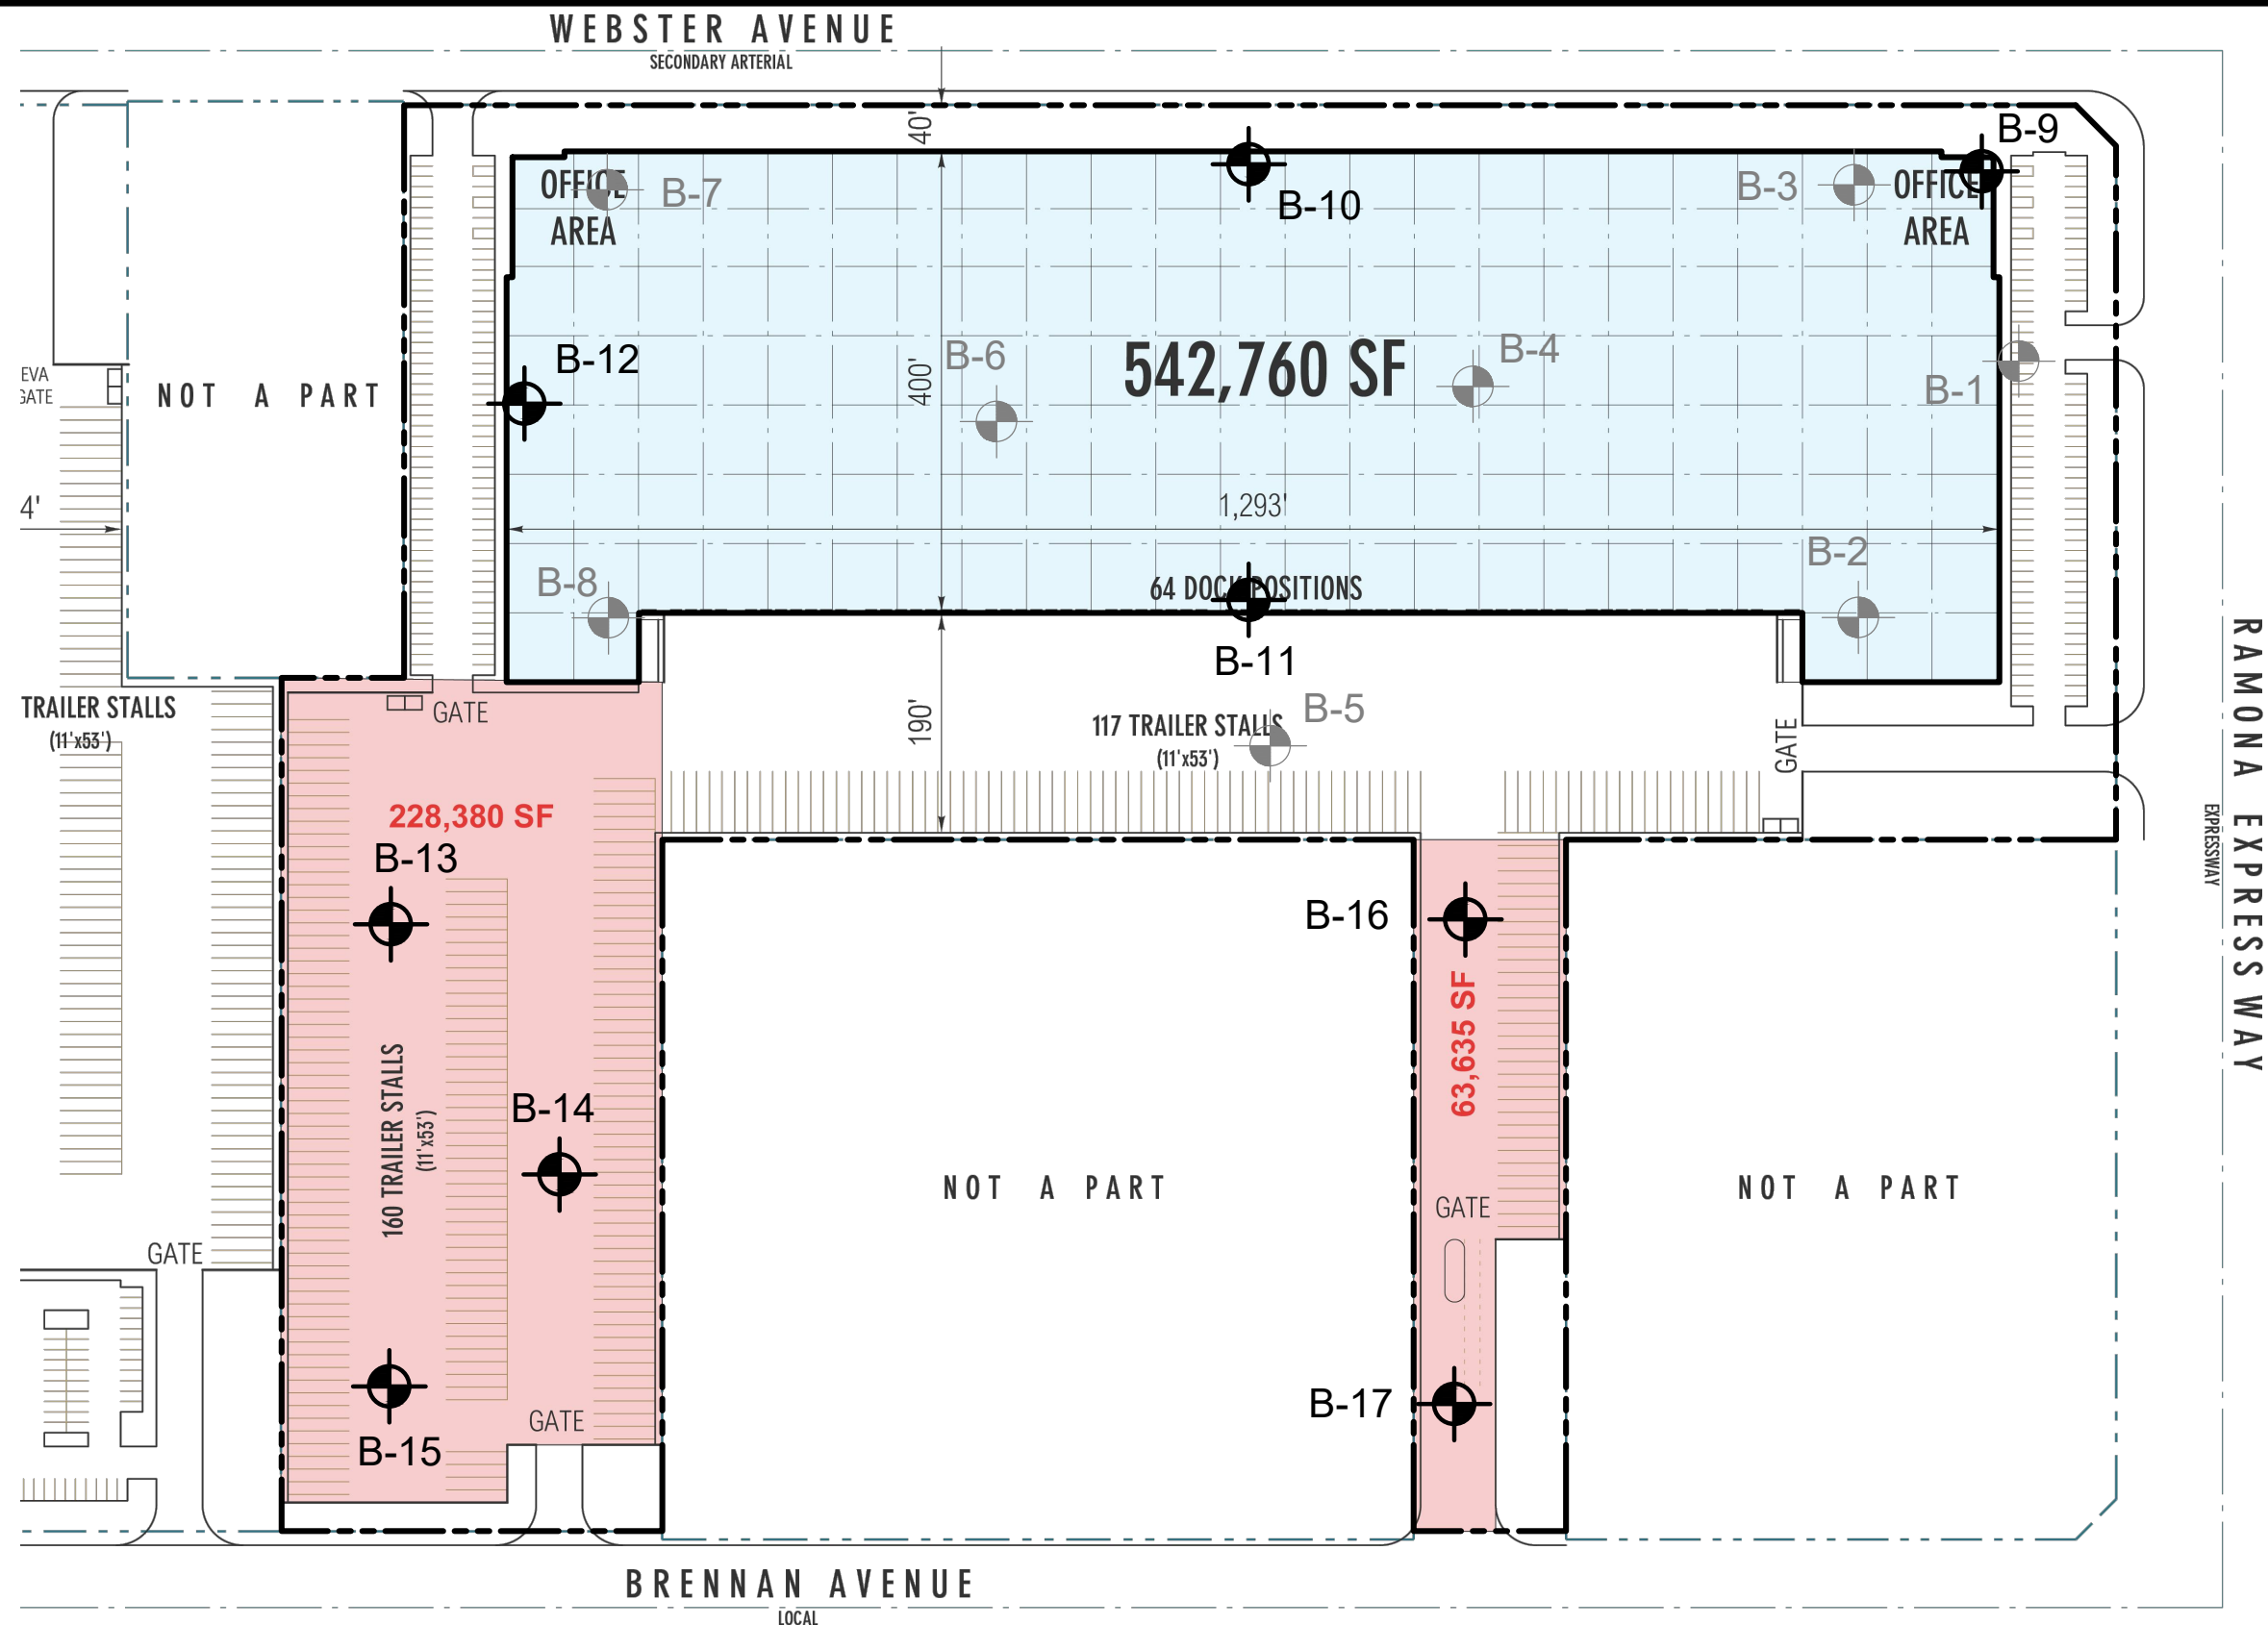 WEBSTER AVENUE
SECONDARY ARTERIAL
40'
B-9
OFFICE
AREA
B-7
B-10
B-3
OFFICE
AREA
B-12
B-6
400'
542,760 SF
B-4
B-1
EVA
GATE
NOT A PART
4'
1,293'
B-8
64 DOCK POSITIONS
B-2
B-11
TRAILER STALLS
(11'x53')
GATE
190'
117 TRAILER STALLS
(11'x53')
B-5
GATE
228,380 SF
B-13
B-16
63,635 SF
160 TRAILER STALLS
(11'x53')
B-14
NOT A PART
GATE
NOT A PART
GATE
B-15
GATE
B-17
RAMONA EXPRESSWAY
EXPRESSWAY
BRENNAN AVENUE
LOCAL